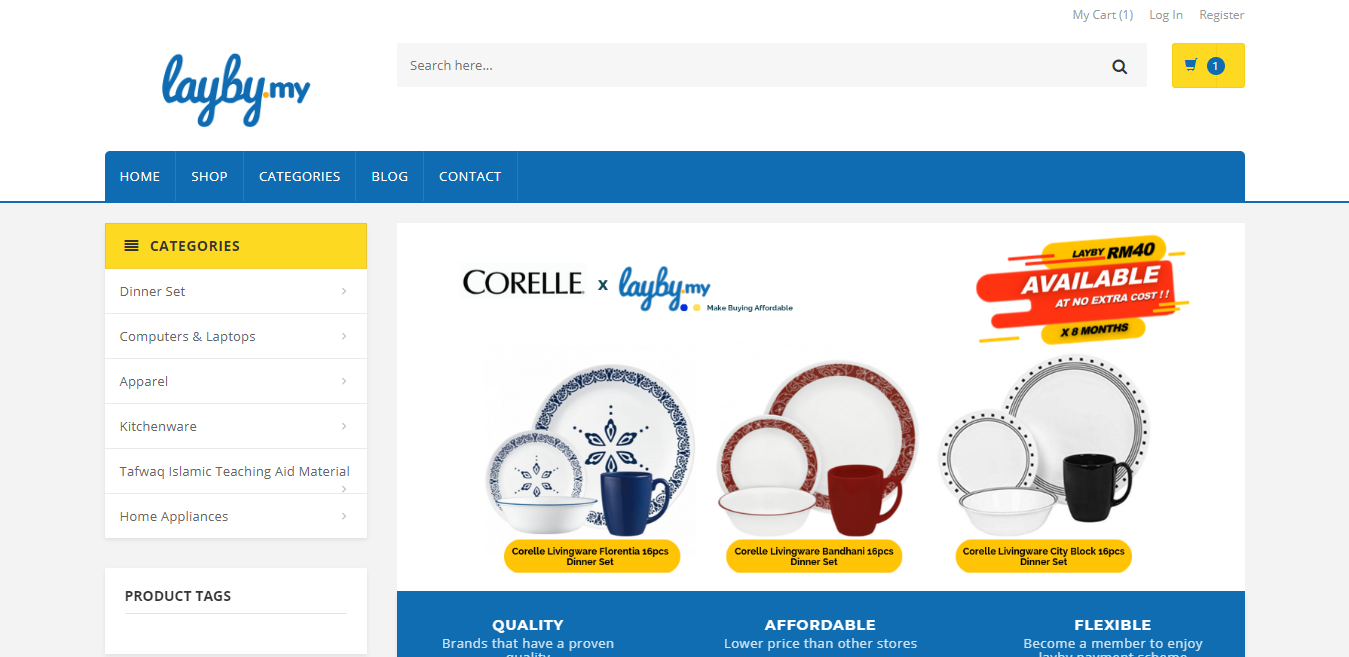 My Cart (1) Log In Register
layby.my
Search here...
1
HOME SHOP CATEGORIES BLOG CONTACT
CATEGORIES
Dinner Set
Computers & Laptops
Apparel
Kitchenware
Tafwaq Islamic Teaching Aid Material
Home Appliances
PRODUCT TAGS
CORELLE x layby.my
Make Buying Affordable
LAYBY RM40
AVAILABLE
AT NO EXTRA COST !!
X 8 MONTHS
Corelle Livingware Florentia 16pcs
Dinner Set
Corelle Livingware Bandhani 16pcs
Dinner Set
Corelle Livingware City Block 16pcs
Dinner Set
QUALITY
Brands that have a proven
quality
AFFORDABLE
Lower price than other stores
FLEXIBLE
Become a member to enjoy
layby payment scheme